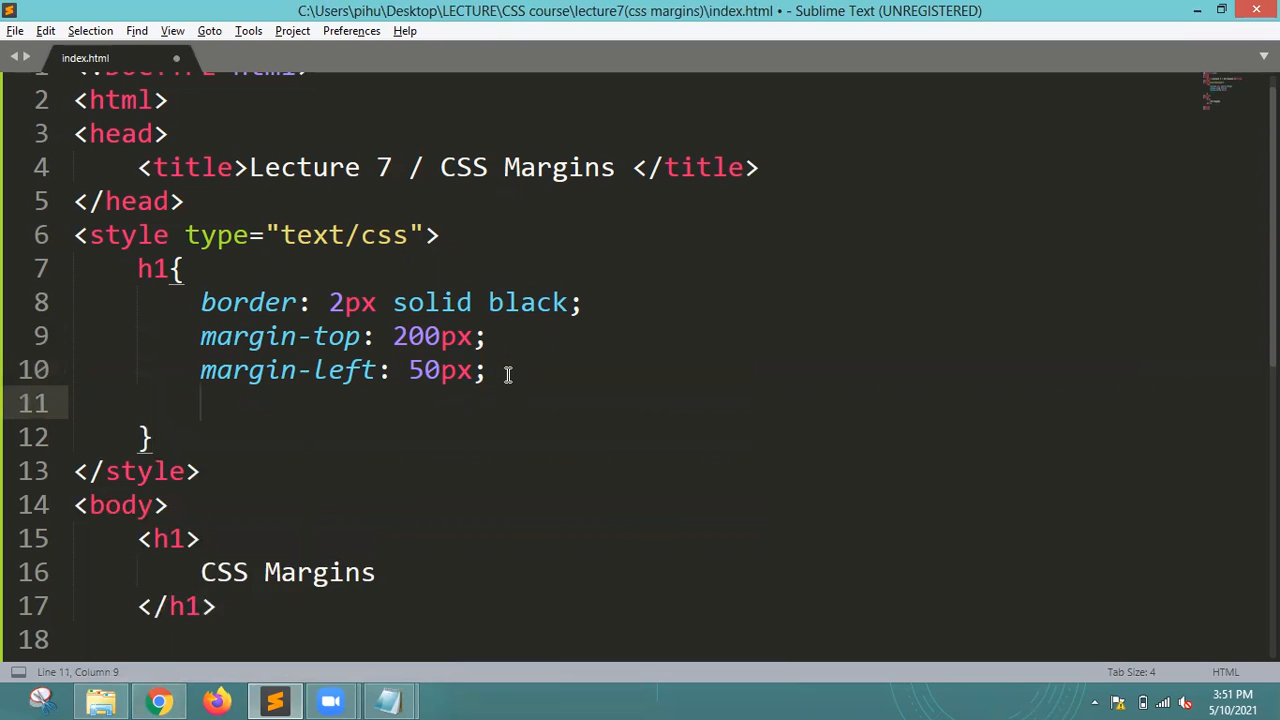 C:\Users\pihu\Desktop\LECTURE\CSS course\lecture7(css margins)\index.html • - Sublime Text (UNREGISTERED)
File Edit Selection Find View Goto Tools Project Preferences Help
index.html
1 <!DOCTYPE html>
2 <html>
3 <head>
4 <title>Lecture 7 / CSS Margins </title>
5 </head>
6 <style type="text/css">
7 h1{
8 border: 2px solid black;
9 margin-top: 200px;
10 margin-left: 50px;
11
12 }
13 </style>
14 <body>
15 <h1>
16 CSS Margins
17 </h1>
18
Line 11, Column 9 Tab Size: 4 HTML
3:51 PM
5/10/2021